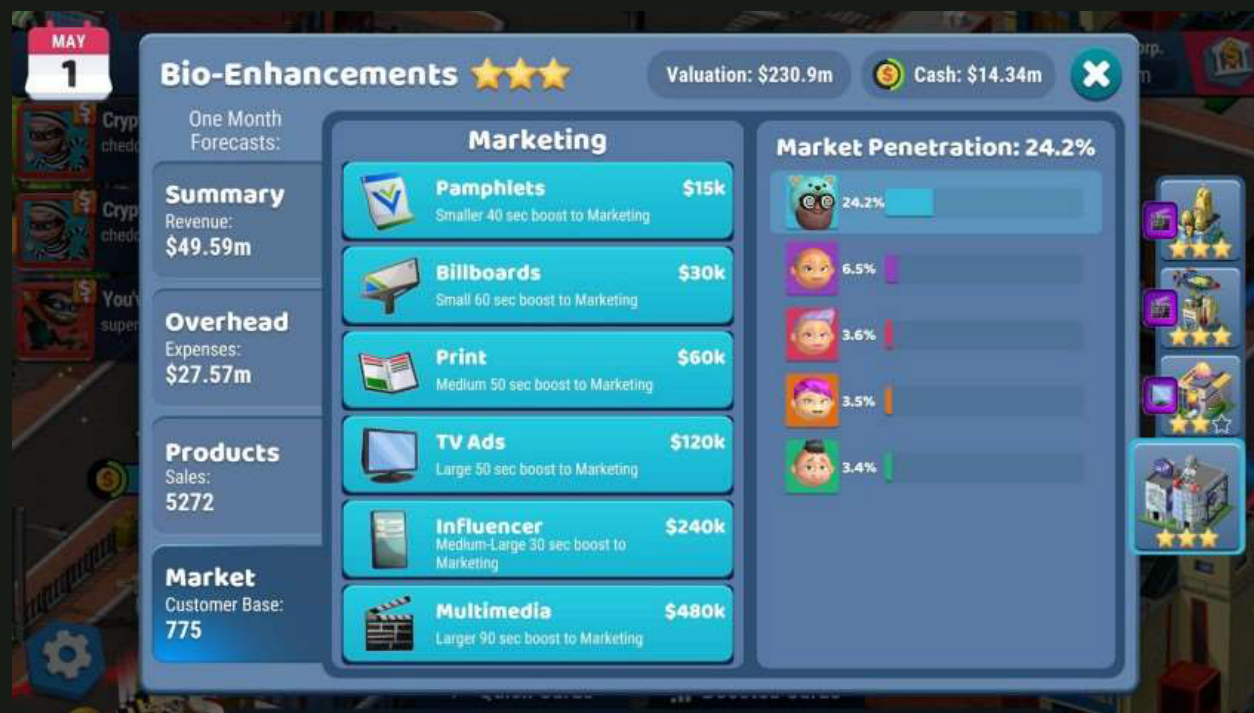 MAY
1
Bio-Enhancements
Valuation: $230.9m
Cash: $14.34m
One Month
Forecasts:
Summary
Revenue:
$49.59m
Overhead
Expenses:
$27.57m
Products
Sales:
5272
Market
Customer Base:
775
Marketing
Pamphlets $15k
Smaller 40 sec boost to Marketing
Billboards $30k
Small 60 sec boost to Marketing
Print $60k
Medium 50 sec boost to Marketing
TV Ads $120k
Large 50 sec boost to Marketing
Influencer $240k
Medium-Large 30 sec boost to
Marketing
Multimedia $480k
Larger 90 sec boost to Marketing
Market Penetration: 24.2%
24.2%
6.5%
3.6%
3.5%
3.4%